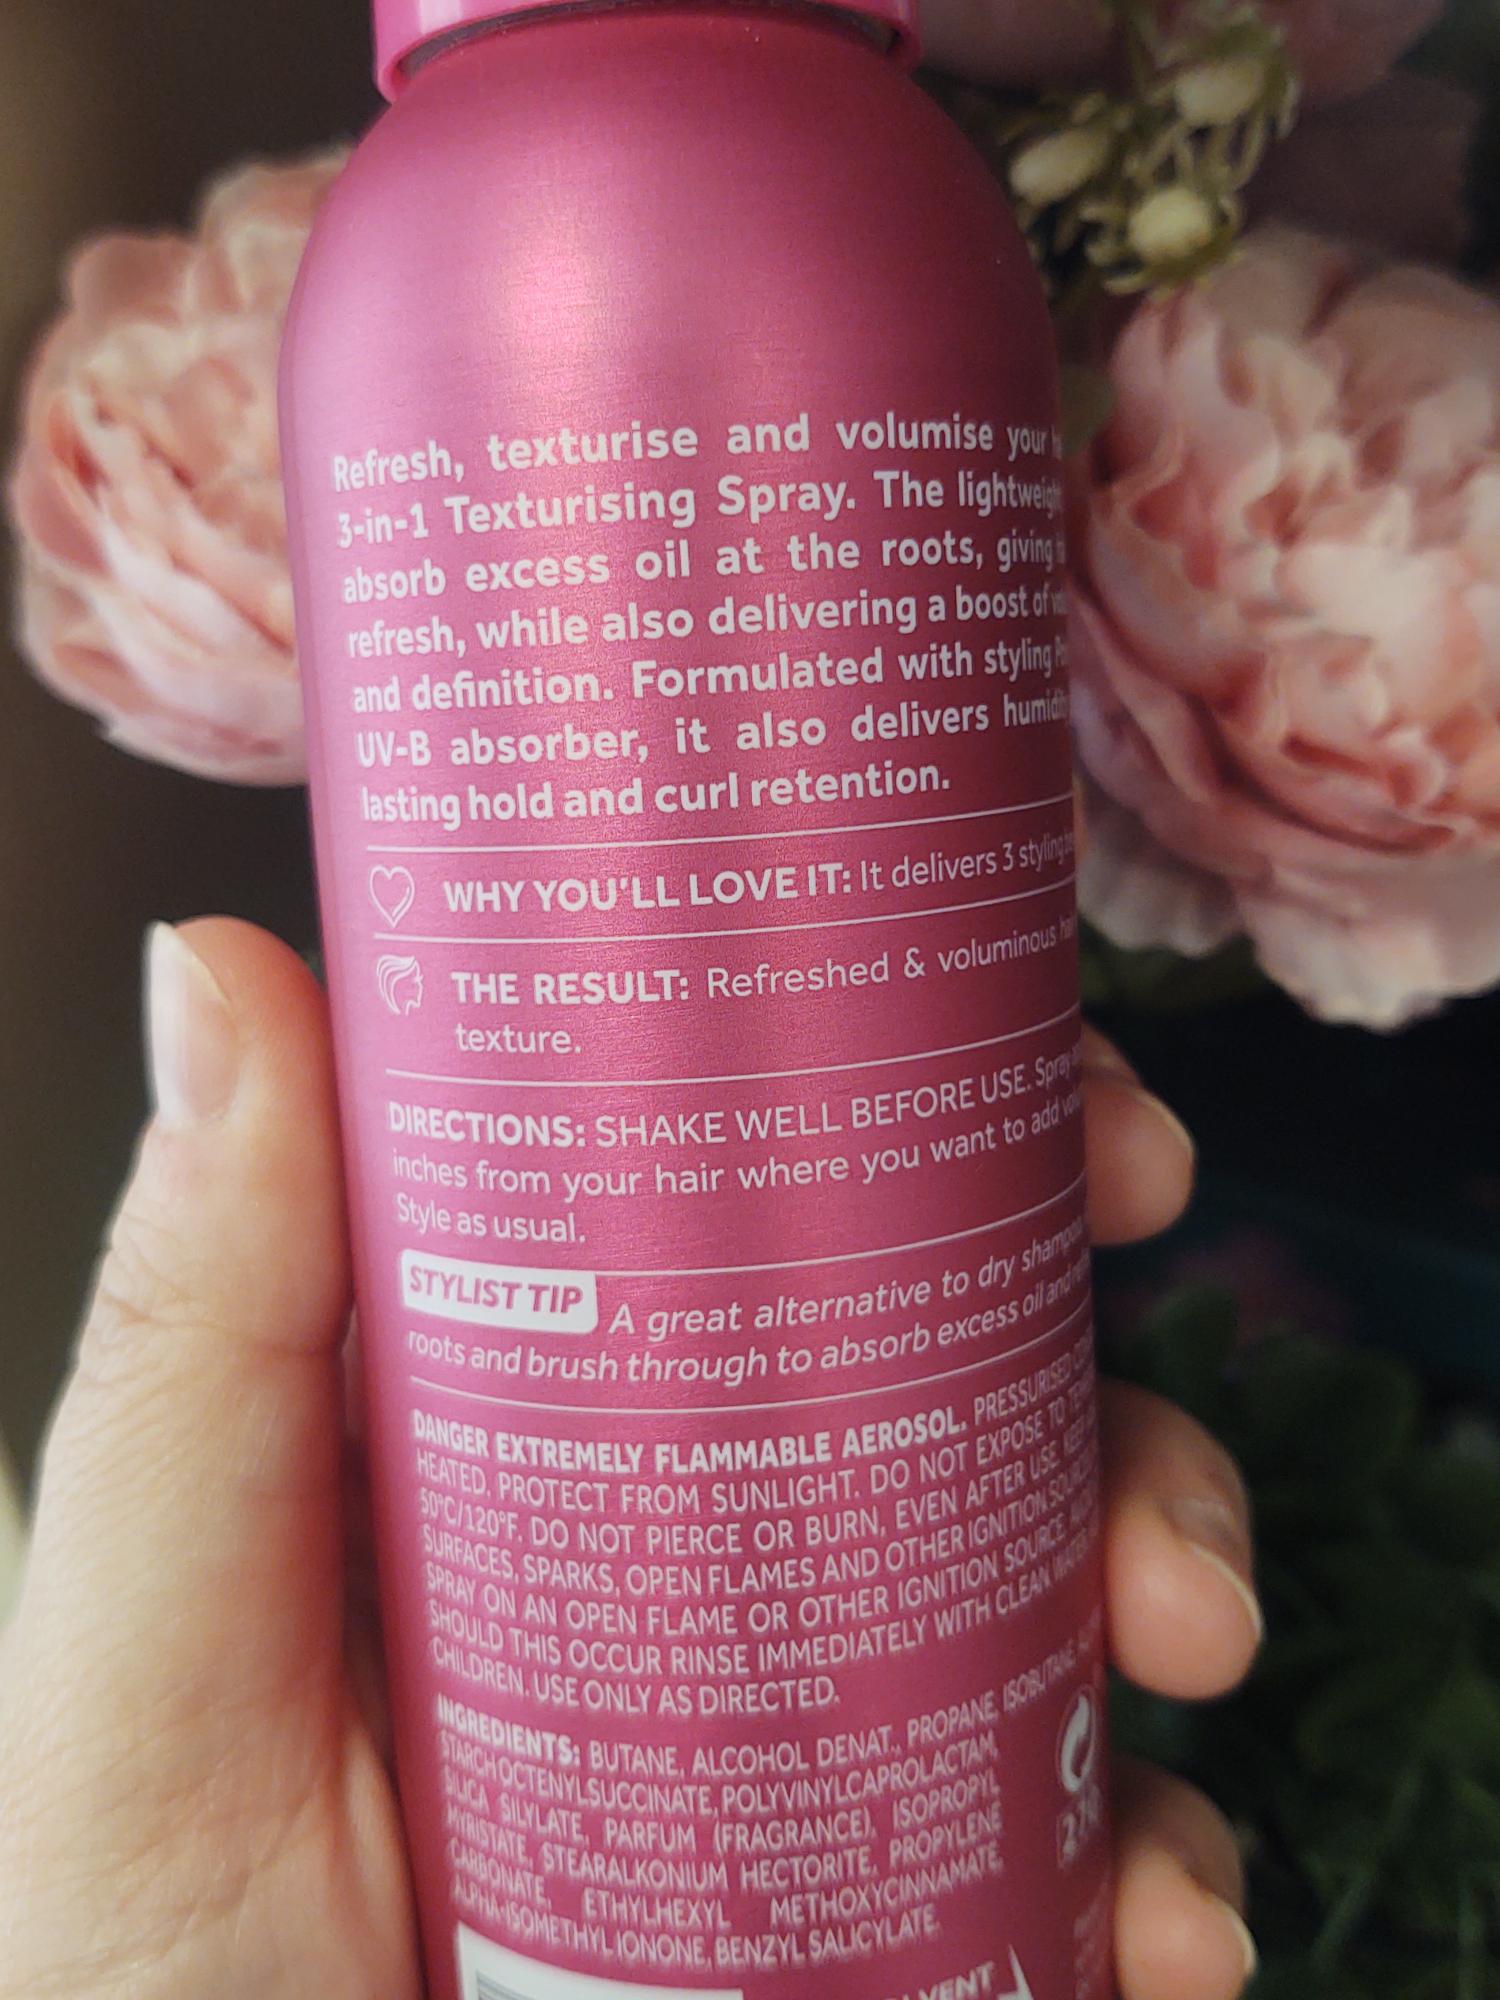 Refresh, texturise and volumise your
3-in-1 Texturising Spray. The lightweight
absorb excess oil at the roots, giving
refresh, while also delivering a boost of
and definition. Formulated with styling
UV-B absorber, it also delivers humidity
lasting hold and curl retention.
WHY YOU'LL LOVE IT: It delivers 3 styling
THE RESULT: Refreshed & voluminous
texture.
DIRECTIONS: SHAKE WELL BEFORE USE. Spray
inches from your hair where you want to add
Style as usual.
STYLIST TIP A great alternative to dry shampoo
roots and brush through to absorb excess oil and
DANGER EXTREMELY FLAMMABLE AEROSOL. PRESSURISED
HEATED. PROTECT FROM SUNLIGHT. DO NOT EXPOSE TO
50°C/120°F. DO NOT PIERCE OR BURN, EVEN AFTER USE. KEEP
SURFACES, SPARKS, OPEN FLAMES AND OTHER IGNITION SOURCES
SPRAY ON AN OPEN FLAME OR OTHER IGNITION SOURCE.
SHOULD THIS OCCUR RINSE IMMEDIATELY WITH CLEAN WATER
CHILDREN. USE ONLY AS DIRECTED.
INGREDIENTS: BUTANE, ALCOHOL DENAT., PROPANE, ISOBUTANE,
STARCH OCTENYLSUCCINATE, POLYVINYLCAPROLACTAM,
SILICA SILYLATE, PARFUM (FRAGRANCE), ISOPROPYL
MYRISTATE, STEARALKONIUM HECTORITE, PROPYLENE
CARBONATE, ETHYLHEXYL METHOXYCINNAMATE,
ALPHA-ISOMETHYL IONONE, BENZYL SALICYLATE.